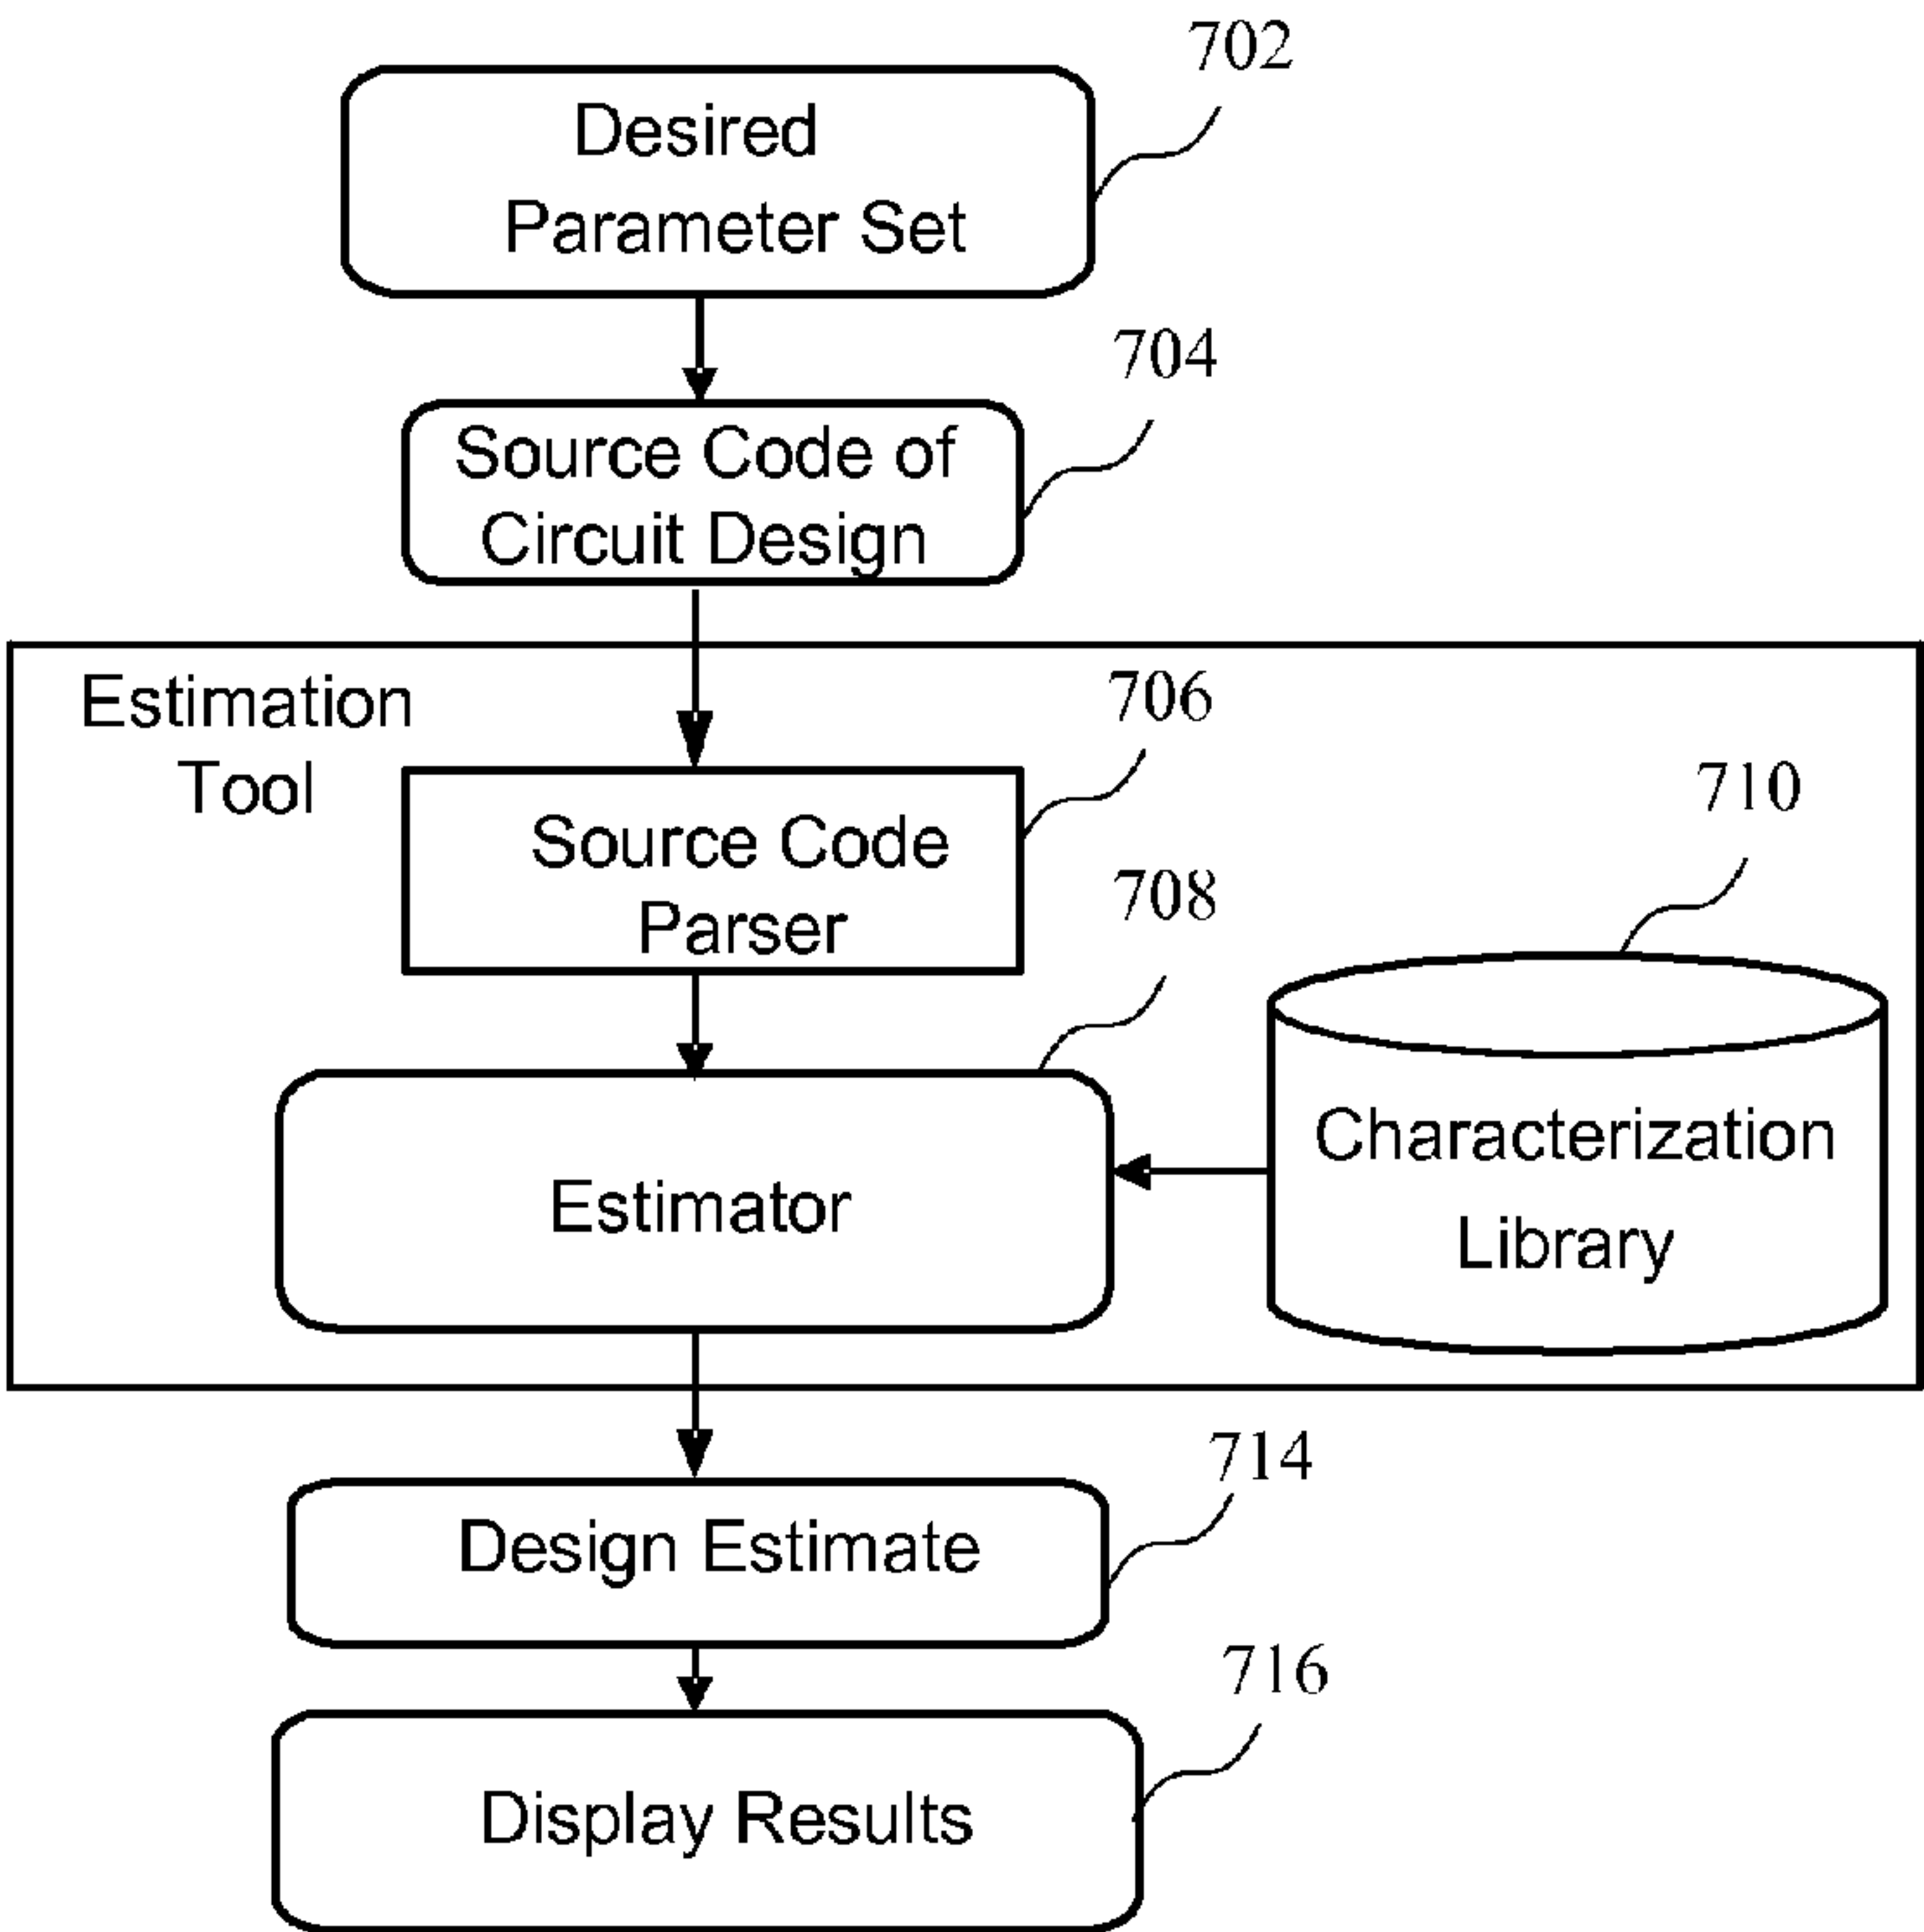 702
Desired
Parameter Set
704
Source Code of
Circuit Design
Estimation
Tool
706
Source Code
Parser
710
708
Estimator
Characterization
Library
714
Design Estimate
716
Display Results